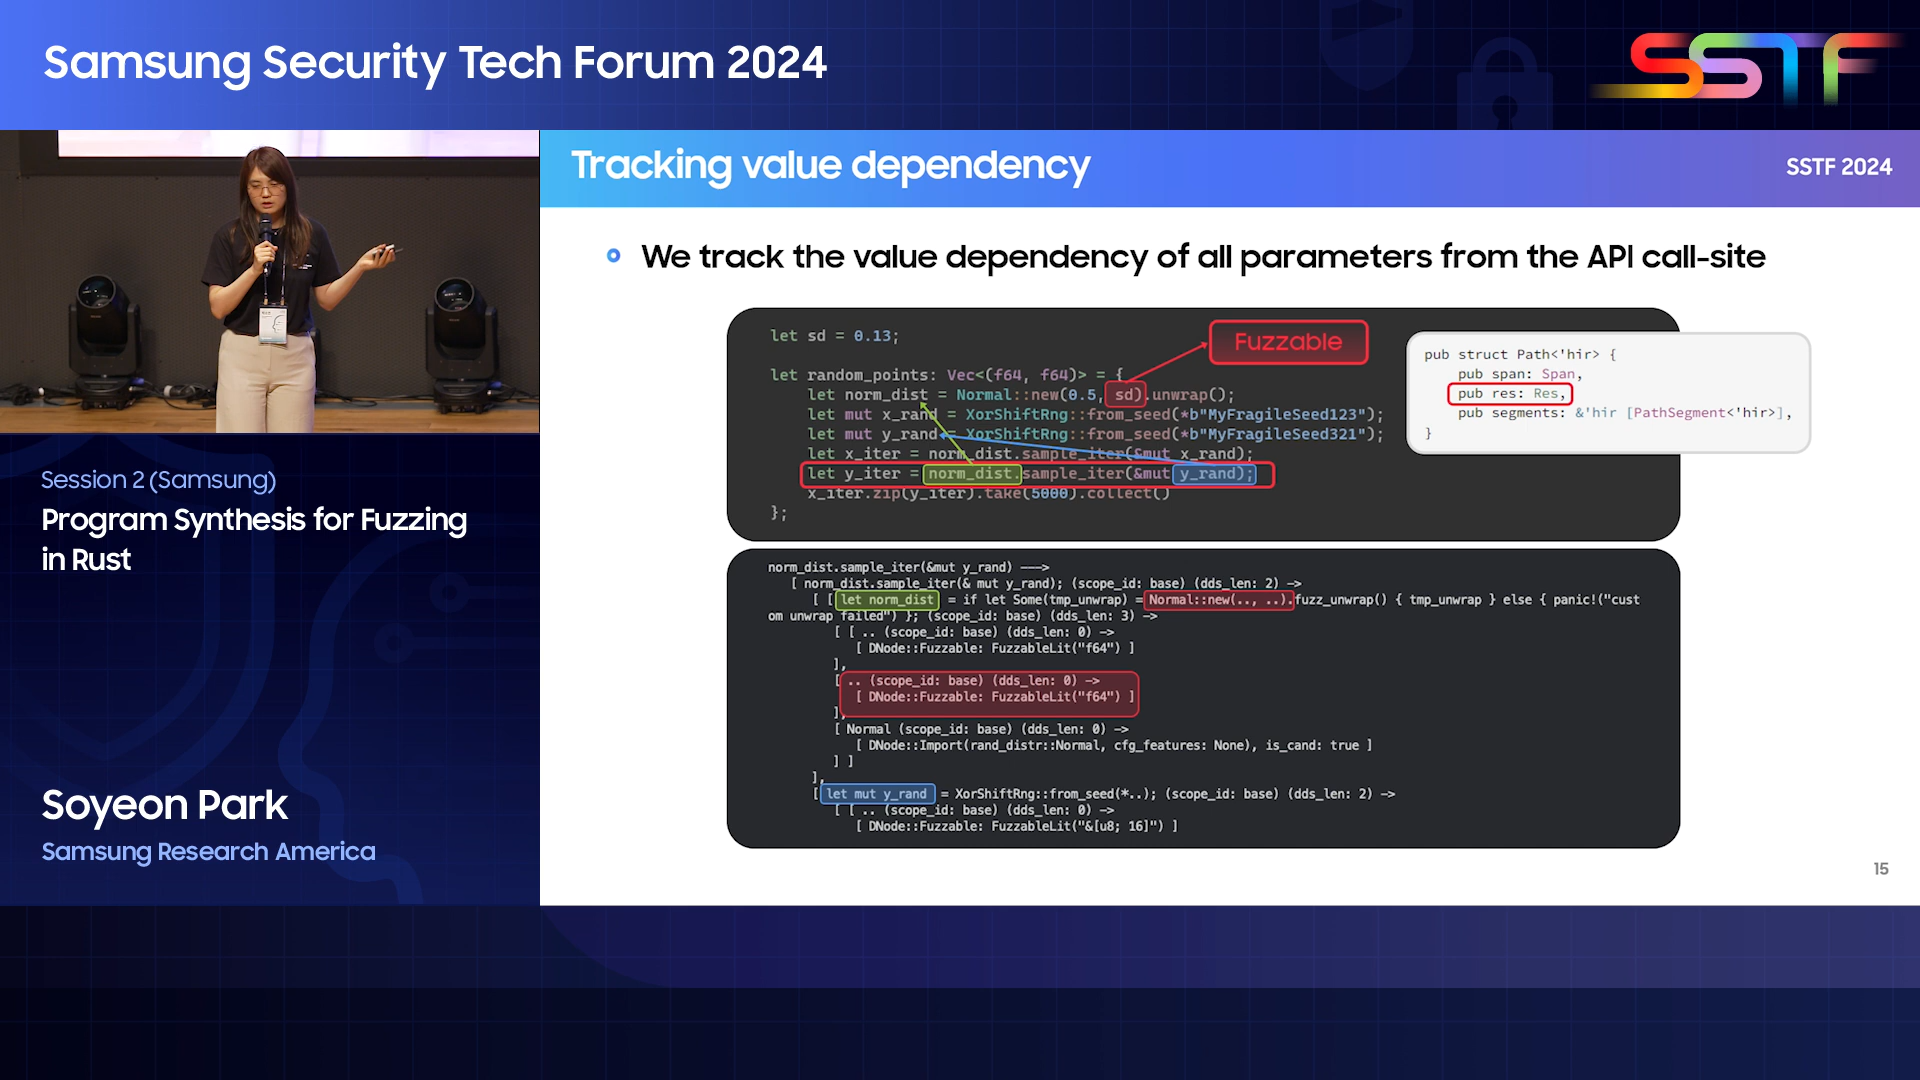 Samsung Security Tech Forum 2024
SSTF
Tracking value dependency
SSTF 2024
We track the value dependency of all parameters from the API call-site
let sd = 0.13;
Fuzzable
let random_points: Vec<(f64, f64)> = {
let norm_dist = Normal::new(0.5, sd).unwrap();
let mut x_rand = XorShiftRng::from_seed(*b"MyFragileSeed123");
let mut y_rand = XorShiftRng::from_seed(*b"MyFragileSeed321");
let x_iter = norm_dist.sample_iter(&mut x_rand);
let y_iter = norm_dist.sample_iter(&mut y_rand);
x_iter.zip(y_iter).take(5000).collect()
};
pub struct Path<'hir> {
pub span: Span,
pub res: Res,
pub segments: &'hir [PathSegment<'hir>],
}
norm_dist.sample_iter(&mut y_rand) ——>
[ norm_dist.sample_iter(& mut y_rand); (scope_id: base) (dds_len: 2) —>
[ [ let norm_dist = if let Some(tmp_unwrap) = Normal::new(.., ..).fuzz_unwrap() { tmp_unwrap } else { panic!("cust
om unwrap failed") }; (scope_id: base) (dds_len: 3) —>
[ [ .. (scope_id: base) (dds_len: 0) —>
[ DNode::Fuzzable: FuzzableLit("f64") ]
],
[ .. (scope_id: base) (dds_len: 0) —>
[ DNode::Fuzzable: FuzzableLit("f64") ]
],
[ Normal (scope_id: base) (dds_len: 0) —>
[ DNode::Import(rand_distr::Normal, cfg_features: None), is_cand: true ]
] ]
],
[ let mut y_rand = XorShiftRng::from_seed(*..); (scope_id: base) (dds_len: 2) —>
[ [ .. (scope_id: base) (dds_len: 0) —>
[ DNode::Fuzzable: FuzzableLit("&[u8; 16]") ]
15
Session 2 (Samsung)
Program Synthesis for Fuzzing
in Rust
Soyeon Park
Samsung Research America